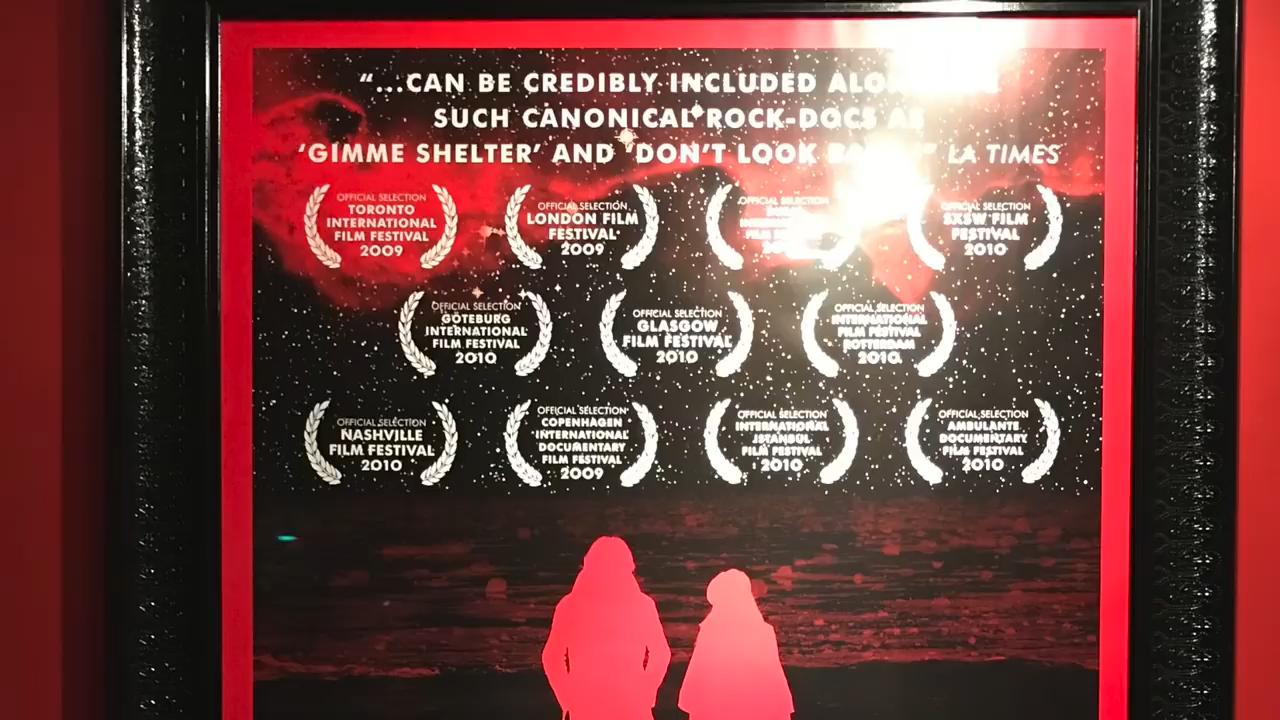 “...CAN BE CREDIBLY INCLUDED
SUCH CANONICAL ROCK-DOCS AS
‘GIMME SHELTER’ AND ‘DON’T LOOK ” LA TIMES
OFFICIAL SELECTION
TORONTO
INTERNATIONAL
FILM FESTIVAL
2009
OFFICIAL SELECTION
LONDON FILM
FESTIVAL
2009
OFFICIAL SELECTION
OFFICIAL SELECTION
SXSW FILM
FESTIVAL
2010
OFFICIAL SELECTION
GÖTEBURG
INTERNATIONAL
FILM FESTIVAL
2010
OFFICIAL SELECTION
GLASGOW
FILM FESTIVAL
2010
OFFICIAL SELECTION
INTERNATIONAL
FILM FESTIVAL
ROTTERDAM
2010
OFFICIAL SELECTION
NASHVILLE
FILM FESTIVAL
2010
OFFICIAL SELECTION
COPENHAGEN
INTERNATIONAL
DOCUMENTARY
FILM FESTIVAL
2009
OFFICIAL SELECTION
INTERNATIONAL
ISTANBUL
FILM FESTIVAL
2010
OFFICIAL SELECTION
AMBULANTE
DOCUMENTARY
FILM FESTIVAL
2010